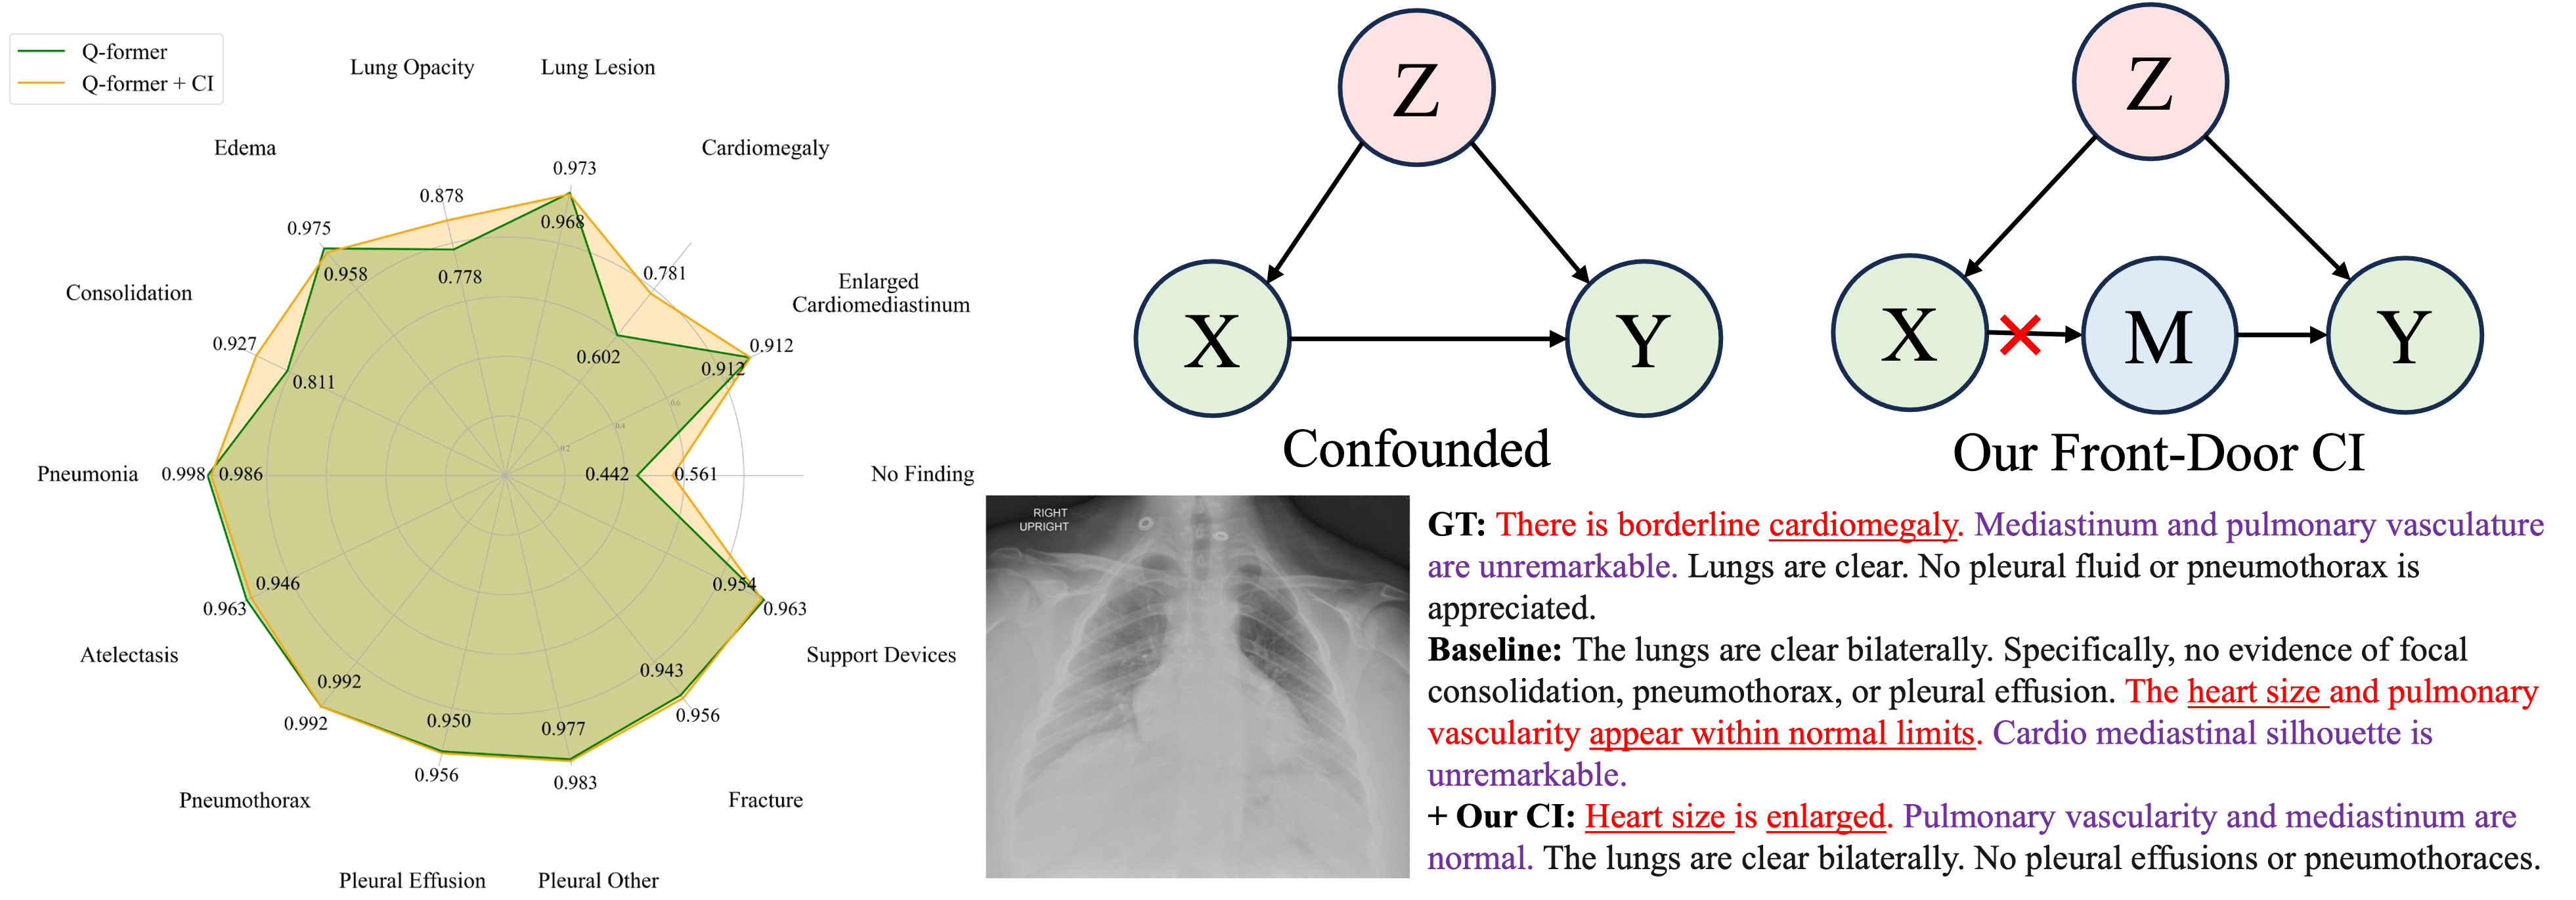 Q-former
Q-former + CI
Lung Opacity
Lung Lesion
Edema
Cardiomegaly
0.973
0.878
0.968
0.975
0.958
0.778
0.781
Consolidation
Enlarged
Cardiomediastinum
0.927
0.811
0.602
0.912
0.912
0.6
0.4
0.2
Pneumonia
0.998
0.986
0.442
0.561
No Finding
0.946
0.963
0.954
0.963
Atelectasis
Support Devices
0.992
0.992
0.943
0.956
0.950
0.977
0.956
0.983
Pneumothorax
Fracture
Pleural Effusion
Pleural Other
Z
X
Y
Confounded
Z
X
M
Y
Our Front-Door CI
RIGHT
UPRIGHT
GT: There is borderline cardiomegaly. Mediastinum and pulmonary vasculature
are unremarkable. Lungs are clear. No pleural fluid or pneumothorax is
appreciated.
Baseline: The lungs are clear bilaterally. Specifically, no evidence of focal
consolidation, pneumothorax, or pleural effusion. The heart size and pulmonary
vascularity appear within normal limits. Cardio mediastinal silhouette is
unremarkable.
+ Our CI: Heart size is enlarged. Pulmonary vascularity and mediastinum are
normal. The lungs are clear bilaterally. No pleural effusions or pneumothoraces.